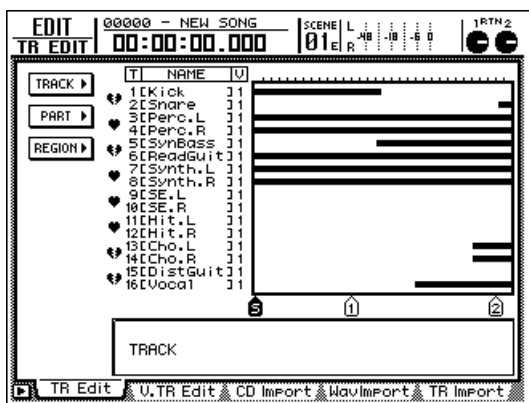 EDIT
TR EDIT
00000 - NEW SONG
00:00:00.000
SCENE
01E
L
R -48 -18 -6 0
1RTN2
TRACK
PART
REGION
T NAME V
1[Kick ]1
2[Snare ]1
3[Perc.L ]1
4[Perc.R ]1
5[SynBass ]1
6[ReadGuit]1
7[Synth.L ]1
8[Synth.R ]1
9[SE.L ]1
10[SE.R ]1
11[Hit.L ]1
12[Hit.R ]1
13[Cho.L ]1
14[Cho.R ]1
15[DistGuit]1
16[Vocal ]1
S 1 2
TRACK
TR Edit V.TR Edit CD Import WavImport TR Import